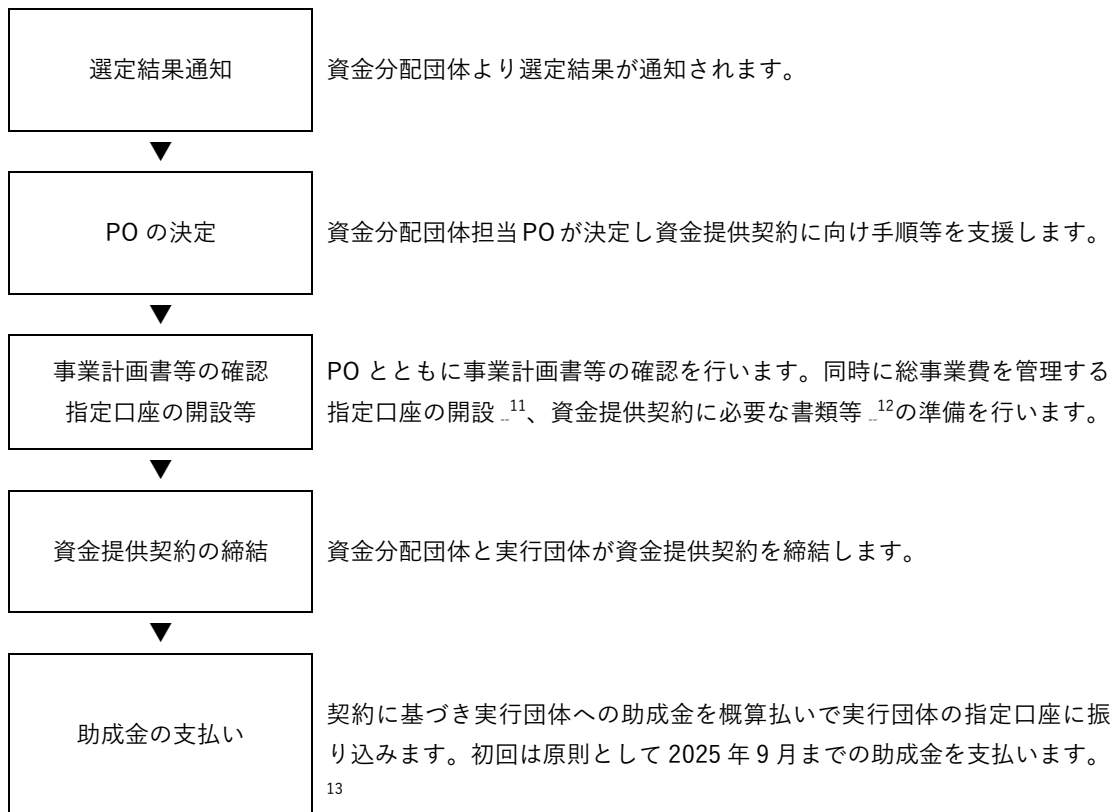 選定結果通知
資金分配団体より選定結果が通知されます。
▼
PO の決定
資金分配団体担当 PO が決定し資金提供契約に向け手順等を支援します。
▼
事業計画書等の確認
指定口座の開設等
PO とともに事業計画書等の確認を行います。同時に総事業費を管理する
指定口座の開設 11、資金提供契約に必要な書類等 12の準備を行います。
▼
資金提供契約の締結
資金分配団体と実行団体が資金提供契約を締結します。
▼
助成金の支払い
契約に基づき実行団体への助成金を概算払いで実行団体の指定口座に振
り込みます。初回は原則として 2025 年 9 月までの助成金を支払います。
13